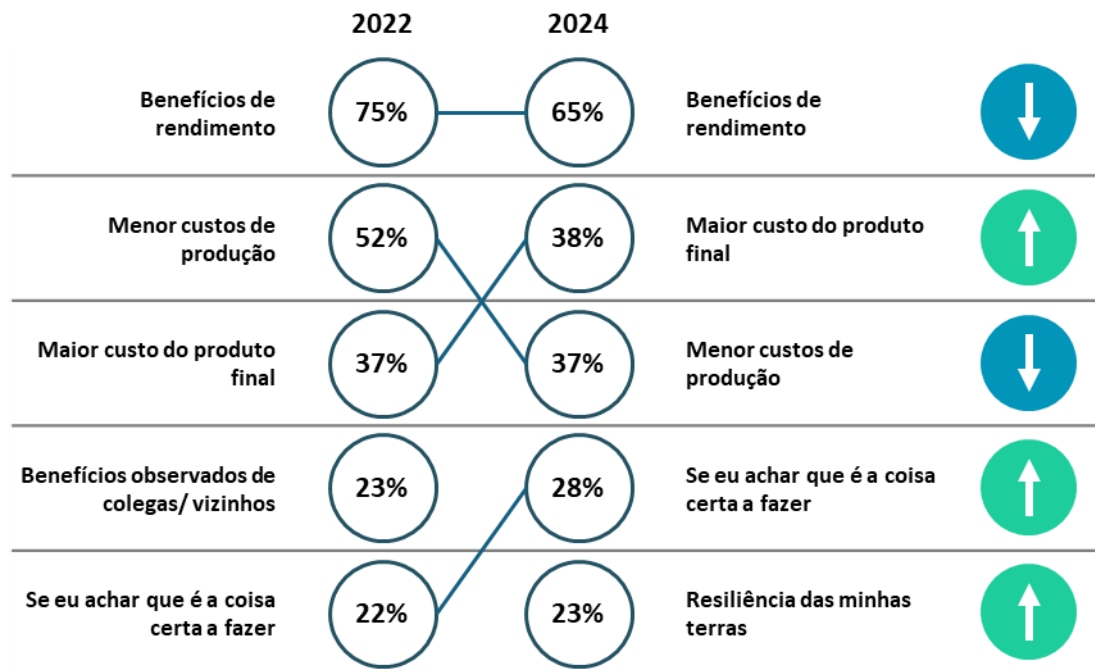 2022 2024
Benefícios de
rendimento
75%
65%
Benefícios de
rendimento
Menor custos de
produção
52%
38%
Maior custo do produto
final
Maior custo do produto
final
37%
37%
Menor custos de
produção
Benefícios observados de
colegas/ vizinhos
23%
28%
Se eu achar que é a coisa
certa a fazer
Se eu achar que é a coisa
certa a fazer
22%
23%
Resiliência das minhas
terras